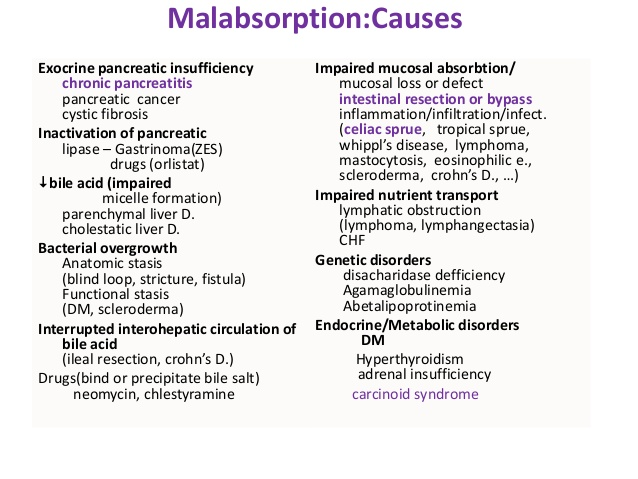 Malabsorption:Causes
Exocrine pancreatic insufficiency
chronic pancreatitis
pancreatic cancer
cystic fibrosis
Inactivation of pancreatic
lipase – Gastrinoma(ZES)
drugs (orlistat)
↓bile acid (impaired
micelle formation)
parenchymal liver D.
cholestatic liver D.
Bacterial overgrowth
Anatomic stasis
(blind loop, stricture, fistula)
Functional stasis
(DM, scleroderma)
Interrupted interohepatic circulation of
bile acid
(ileal resection, crohn's D.)
Drugs(bind or precipitate bile salt)
neomycin, chlestyramine
Impaired mucosal absorbtion/
mucosal loss or defect
intestinal resection or bypass
inflammation/infiltration/infect.
(celiac sprue, tropical sprue,
whippl's disease, lymphoma,
mastocytosis, eosinophilic e.,
scleroderma, crohn's D., …)
Impaired nutrient transport
lymphatic obstruction
(lymphoma, lymphangectasia)
CHF
Genetic disorders
disacharidase defficiency
Agamaglobulinemia
Abetalipoprotinemia
Endocrine/Metabolic disorders
DM
Hyperthyroidism
adrenal insufficiency
carcinoid syndrome